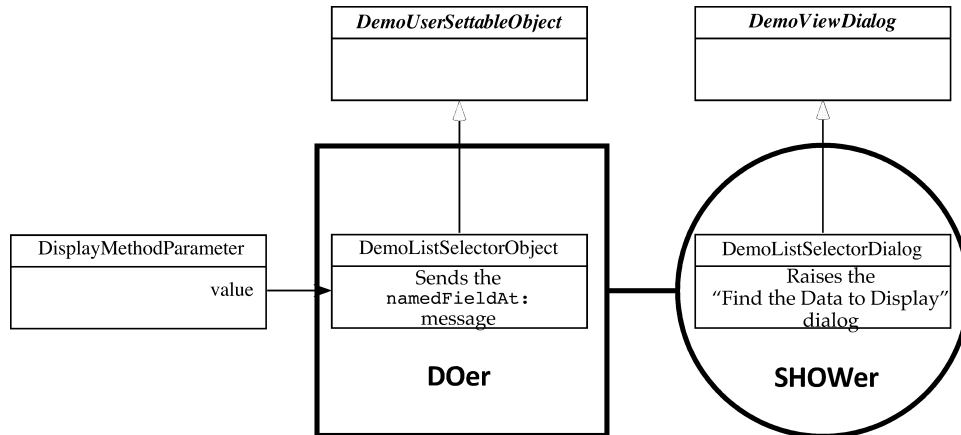 DemoUserSettableObject
DemoViewDialog
DisplayMethodParameter
value
DemoListSelectorObject
Sends the
namedFieldAt:
message
DOer
DemoListSelectorDialog
Raises the
“Find the Data to Display”
dialog
SHOWer